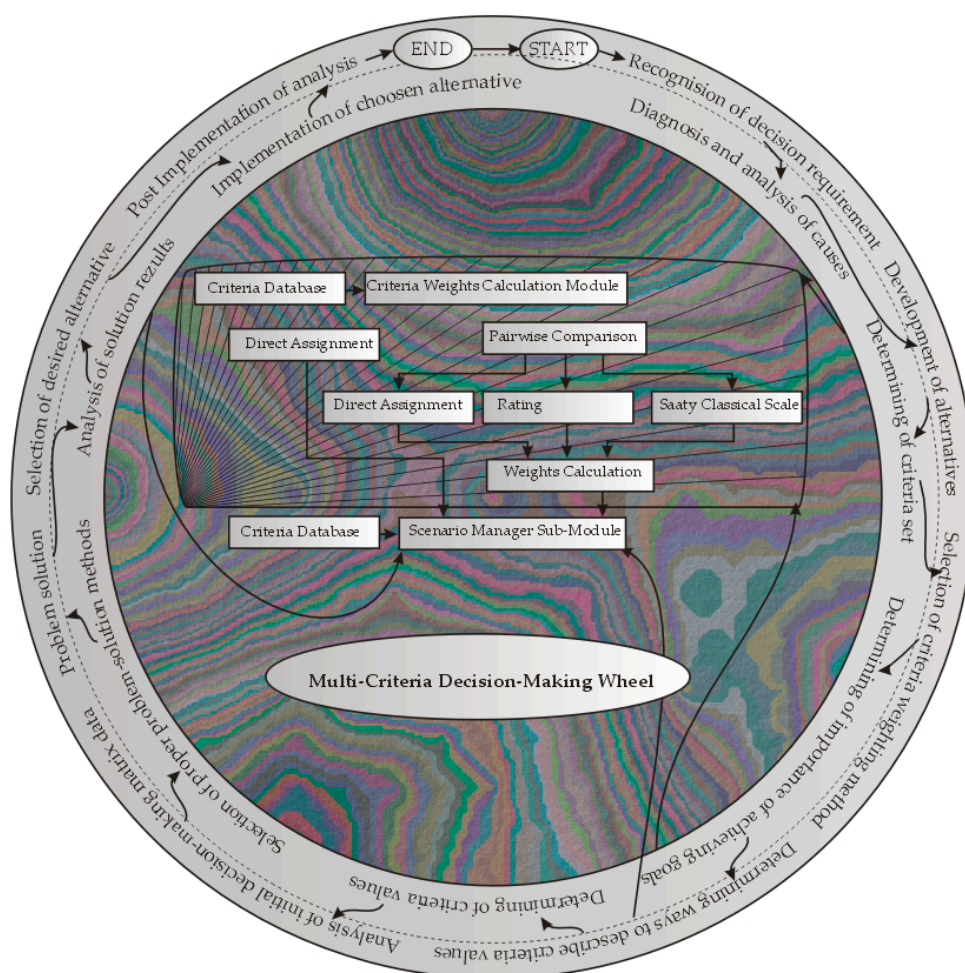 END
START
Recognision of decision requirement
Diagnosis and analysis of causes
Development of alternatives
Determining of criteria set
Selection of criteria weighting method
Determining of importance of achieving goals
Determining ways to describe criteria values
Determining of criteria values
Analysis of initial decision-making matrix data
Selection of proper problem-solution methods
Problem solution
Analysis of solution rezults
Selection of desired alternative
Implementation of choosen alternative
Post Implementation of analysis
Criteria Database
Criteria Weights Calculation Module
Direct Assignment
Pairwise Comparison
Direct Assignment
Rating
Saaty Classical Scale
Weights Calculation
Criteria Database
Scenario Manager Sub-Module
Multi-Criteria Decision-Making Wheel